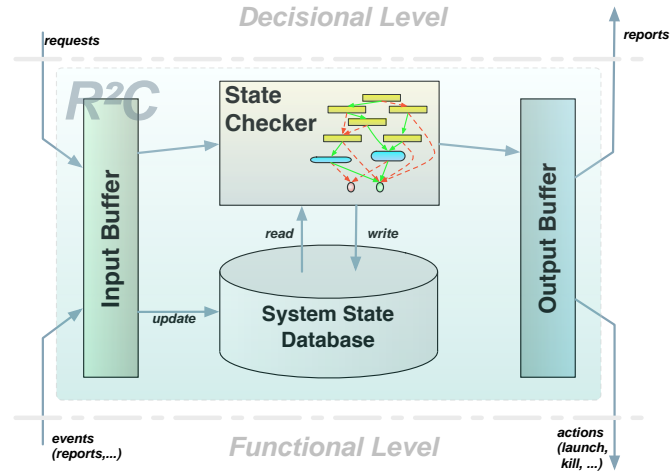 Decisional Level
requests
reports
R²C
State
Checker
Input Buffer
Output Buffer
read
write
update
System State
Database
events
(reports,...)
Functional Level
actions
(launch,
kill, ...)